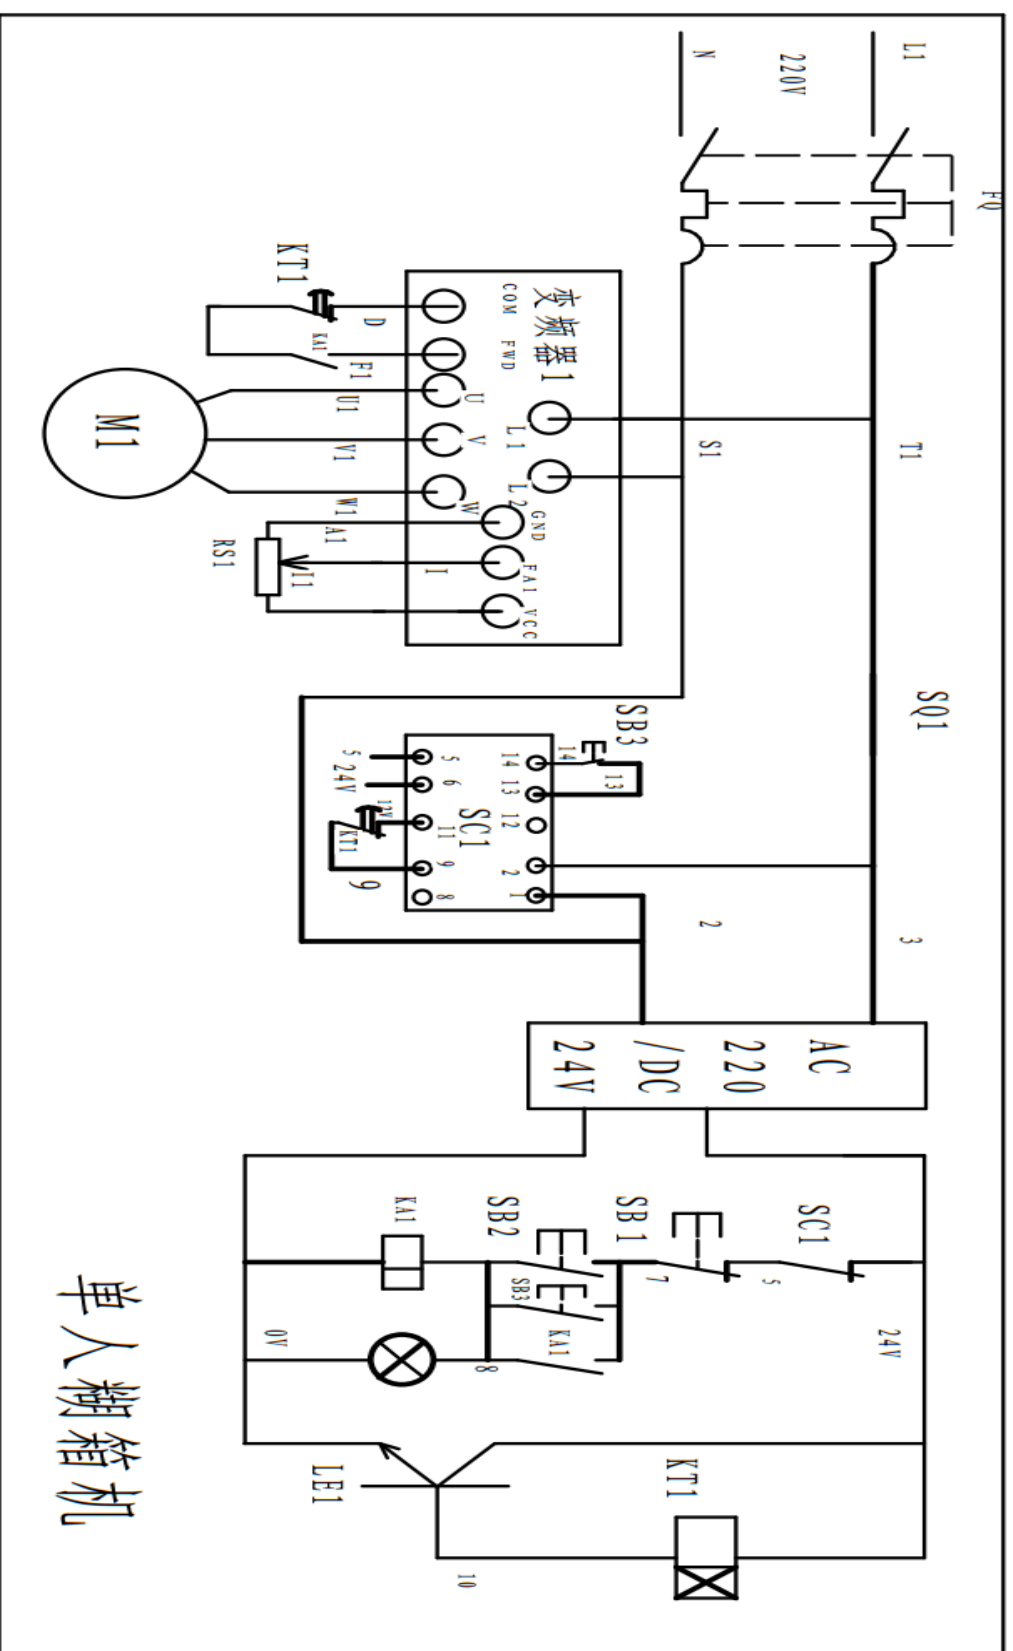 L1
220V
N
FQ
变频器1
COM
FWD
KT1
D
KA1
F1
U
U1
V
V1
W
W1
M1
L1
L2
T1
S1
GND
FA1
VCC
A1
I
I1
RS1
SQ1
SB3
14
13
14
13
12
2
1
SC1
5
6
11
9
8
5
24V
12V
KT1
9
2
3
AC
220
/DC
24V
SC1
5
SB1
7
SB2
SB3
KA1
KA1
8
24V
0V
LE1
KT1
10
单人糊箱机